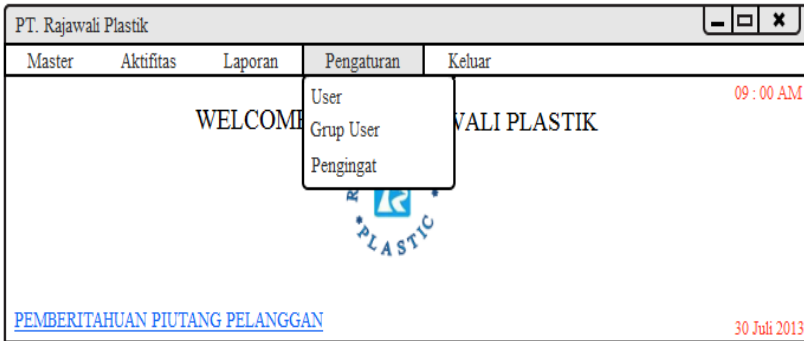 PT. Rajawali Plastik
Master Aktifitas Laporan Pengaturan Keluar
09 : 00 AM
User
WELCOME
VALI PLASTIK
Grup User
Pengingat
PLASTIC
PEMBERITAHUAN PIUTANG PELANGGAN
30 Juli 2013